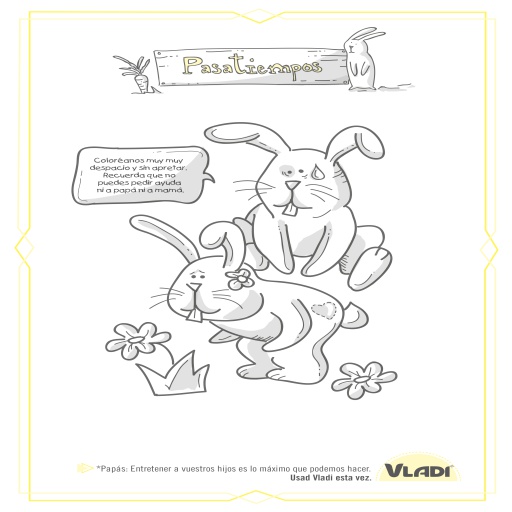 Pasatiempos
Coloréanos muy muy
despacio y sin apretar.
Recuerda que no
puedes pedir ayuda
ni a papá ni a mamá.
*Papás: Entretener a vuestros hijos es lo máximo que podemos hacer.
Usad Vladi esta vez.
VLADI